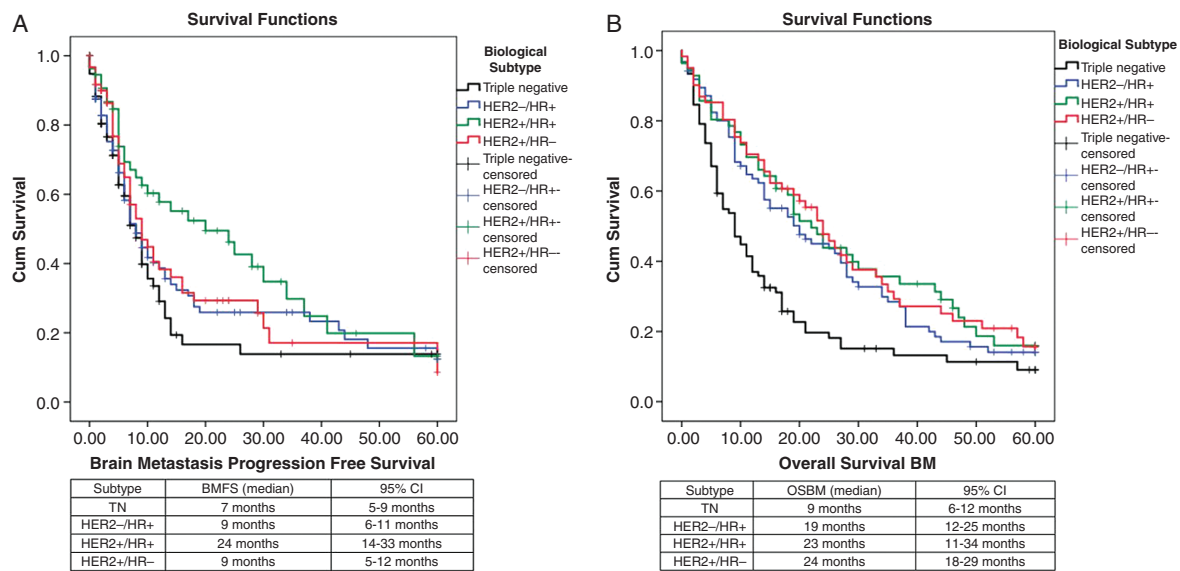 A
Survival Functions
Cum Survival
1.0
0.8
0.6
0.4
0.2
0.0
0.00 10.00 20.00 30.00 40.00 50.00 60.00
Brain Metastasis Progression Free Survival
Biological
Subtype
Triple negative
HER2–/HR+
HER2+/HR+
HER2+/HR–
Triple negative-
censored
HER2–/HR+-
censored
HER2+/HR+-
censored
HER2+/HR–-
censored
Subtype BMFS (median) 95% CI
TN 7 months 5-9 months
HER2–/HR+ 9 months 6-11 months
HER2+/HR+ 24 months 14-33 months
HER2+/HR– 9 months 5-12 months
B
Survival Functions
Cum Survival
1.0
0.8
0.6
0.4
0.2
0.0
0.00 10.00 20.00 30.00 40.00 50.00 60.00
Overall Survival BM
Biological Subtype
Triple negative
HER2–/HR+
HER2+/HR+
HER2+/HR–
Triple negative-
censored
HER2–/HR+-
censored
HER2+/HR+-
censored
HER2+/HR–-
censored
Subtype OSBM (median) 95% CI
TN 9 months 6-12 months
HER2–/HR+ 19 months 12-25 months
HER2+/HR+ 23 months 11-34 months
HER2+/HR– 24 months 18-29 months